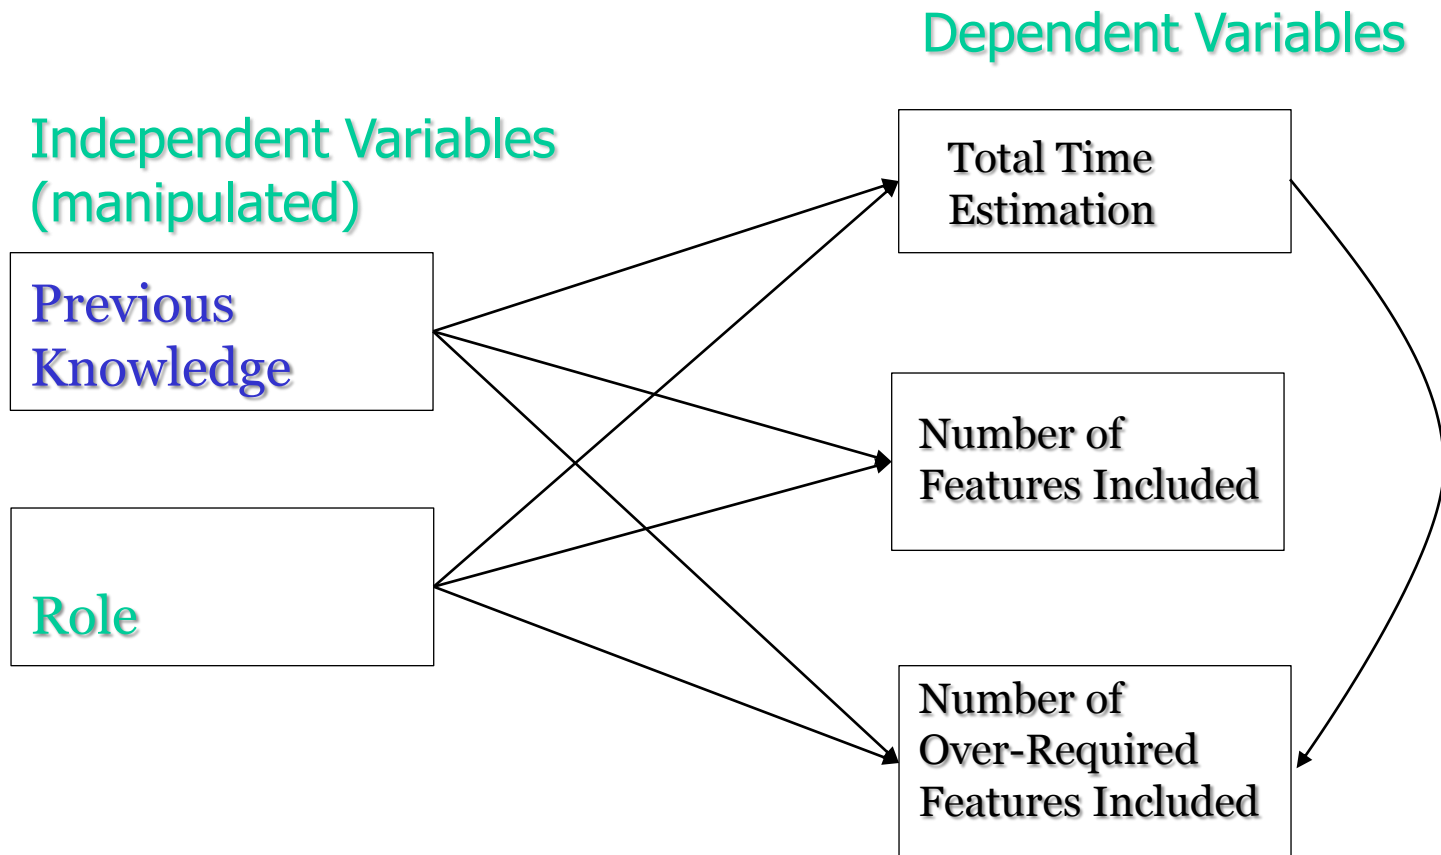 Dependent Variables
Independent Variables
(manipulated)
Total Time
Estimation
Previous
Knowledge
Number of
Features Included
Role
Number of
Over-Required
Features Included